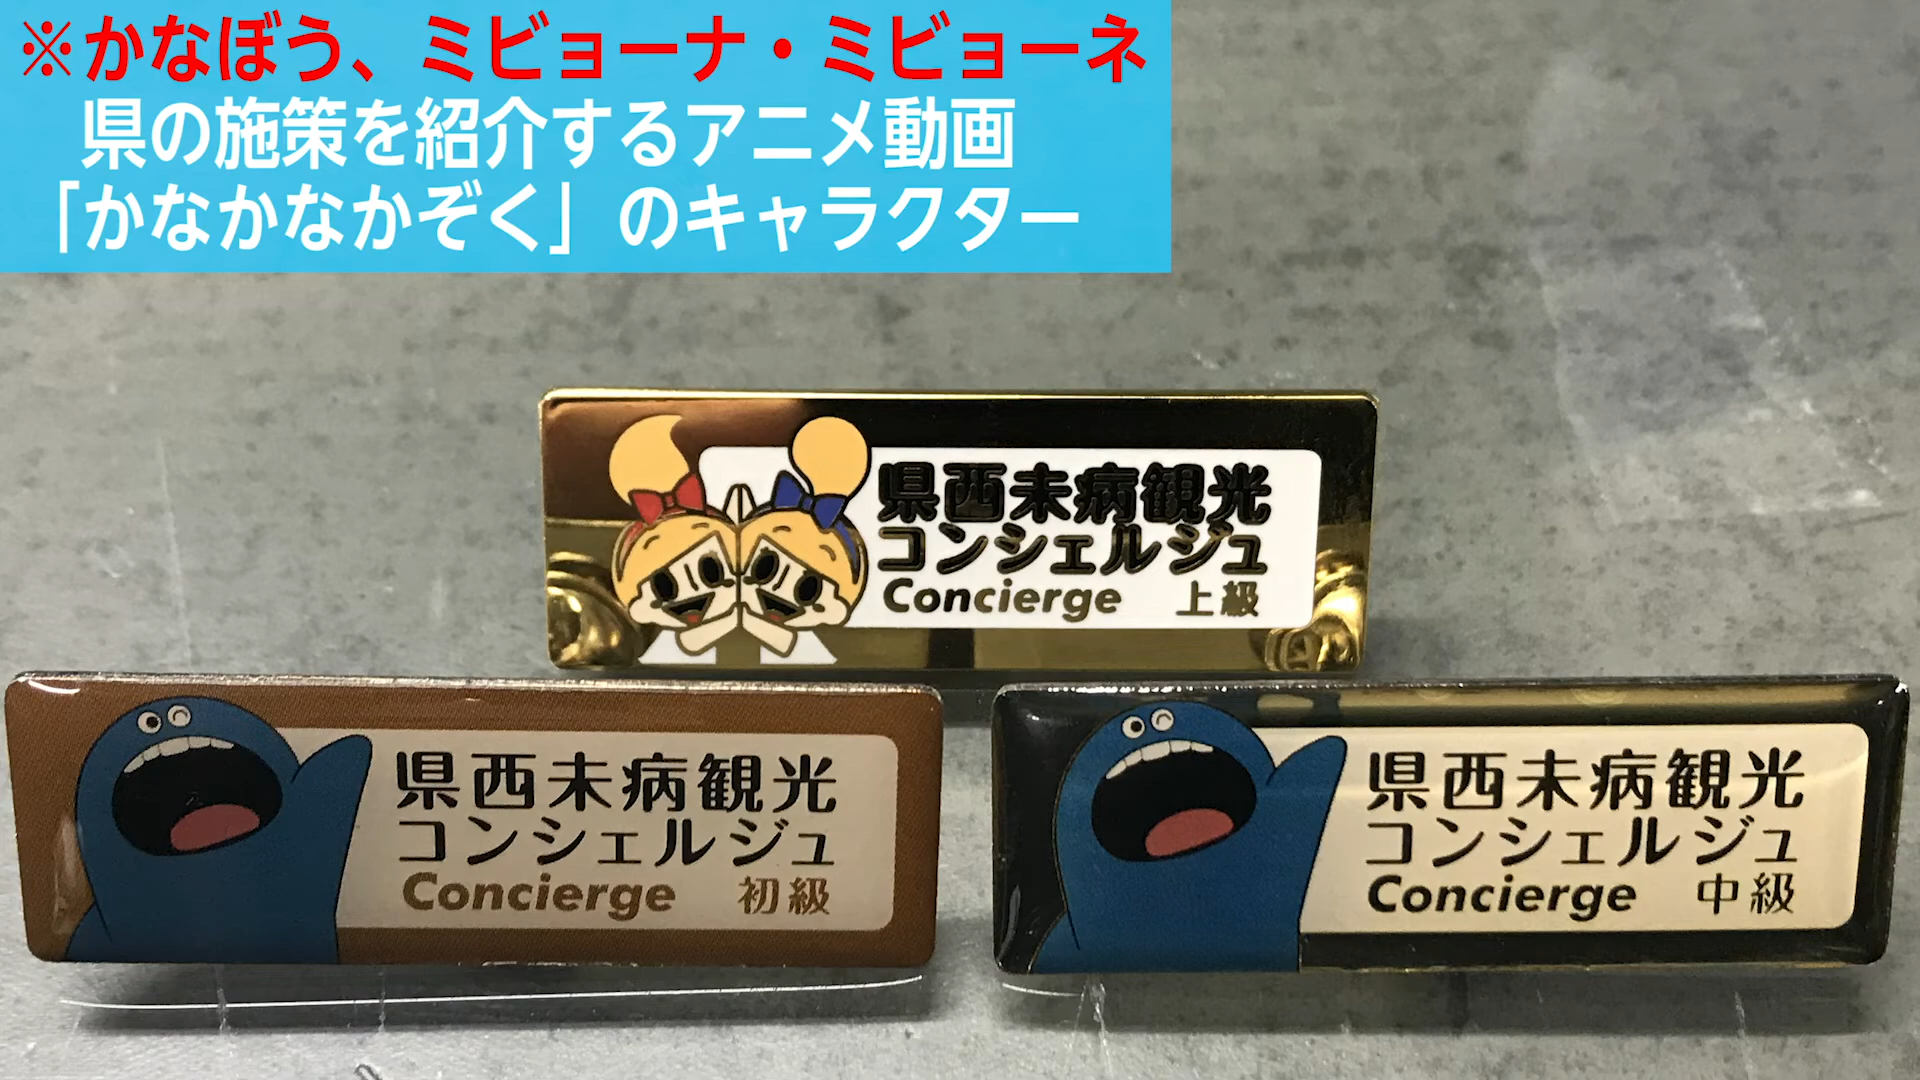 ※かなぼう、ミビョーナ・ミビョーネ
県の施策を紹介するアニメ動画
「かなかなかぞく」のキャラクター
県西未病観光
コンシェルジュ
Concierge 上級
県西未病観光
コンシェルジュ
Concierge 初級
県西未病観光
コンシェルジュ
Concierge 中級